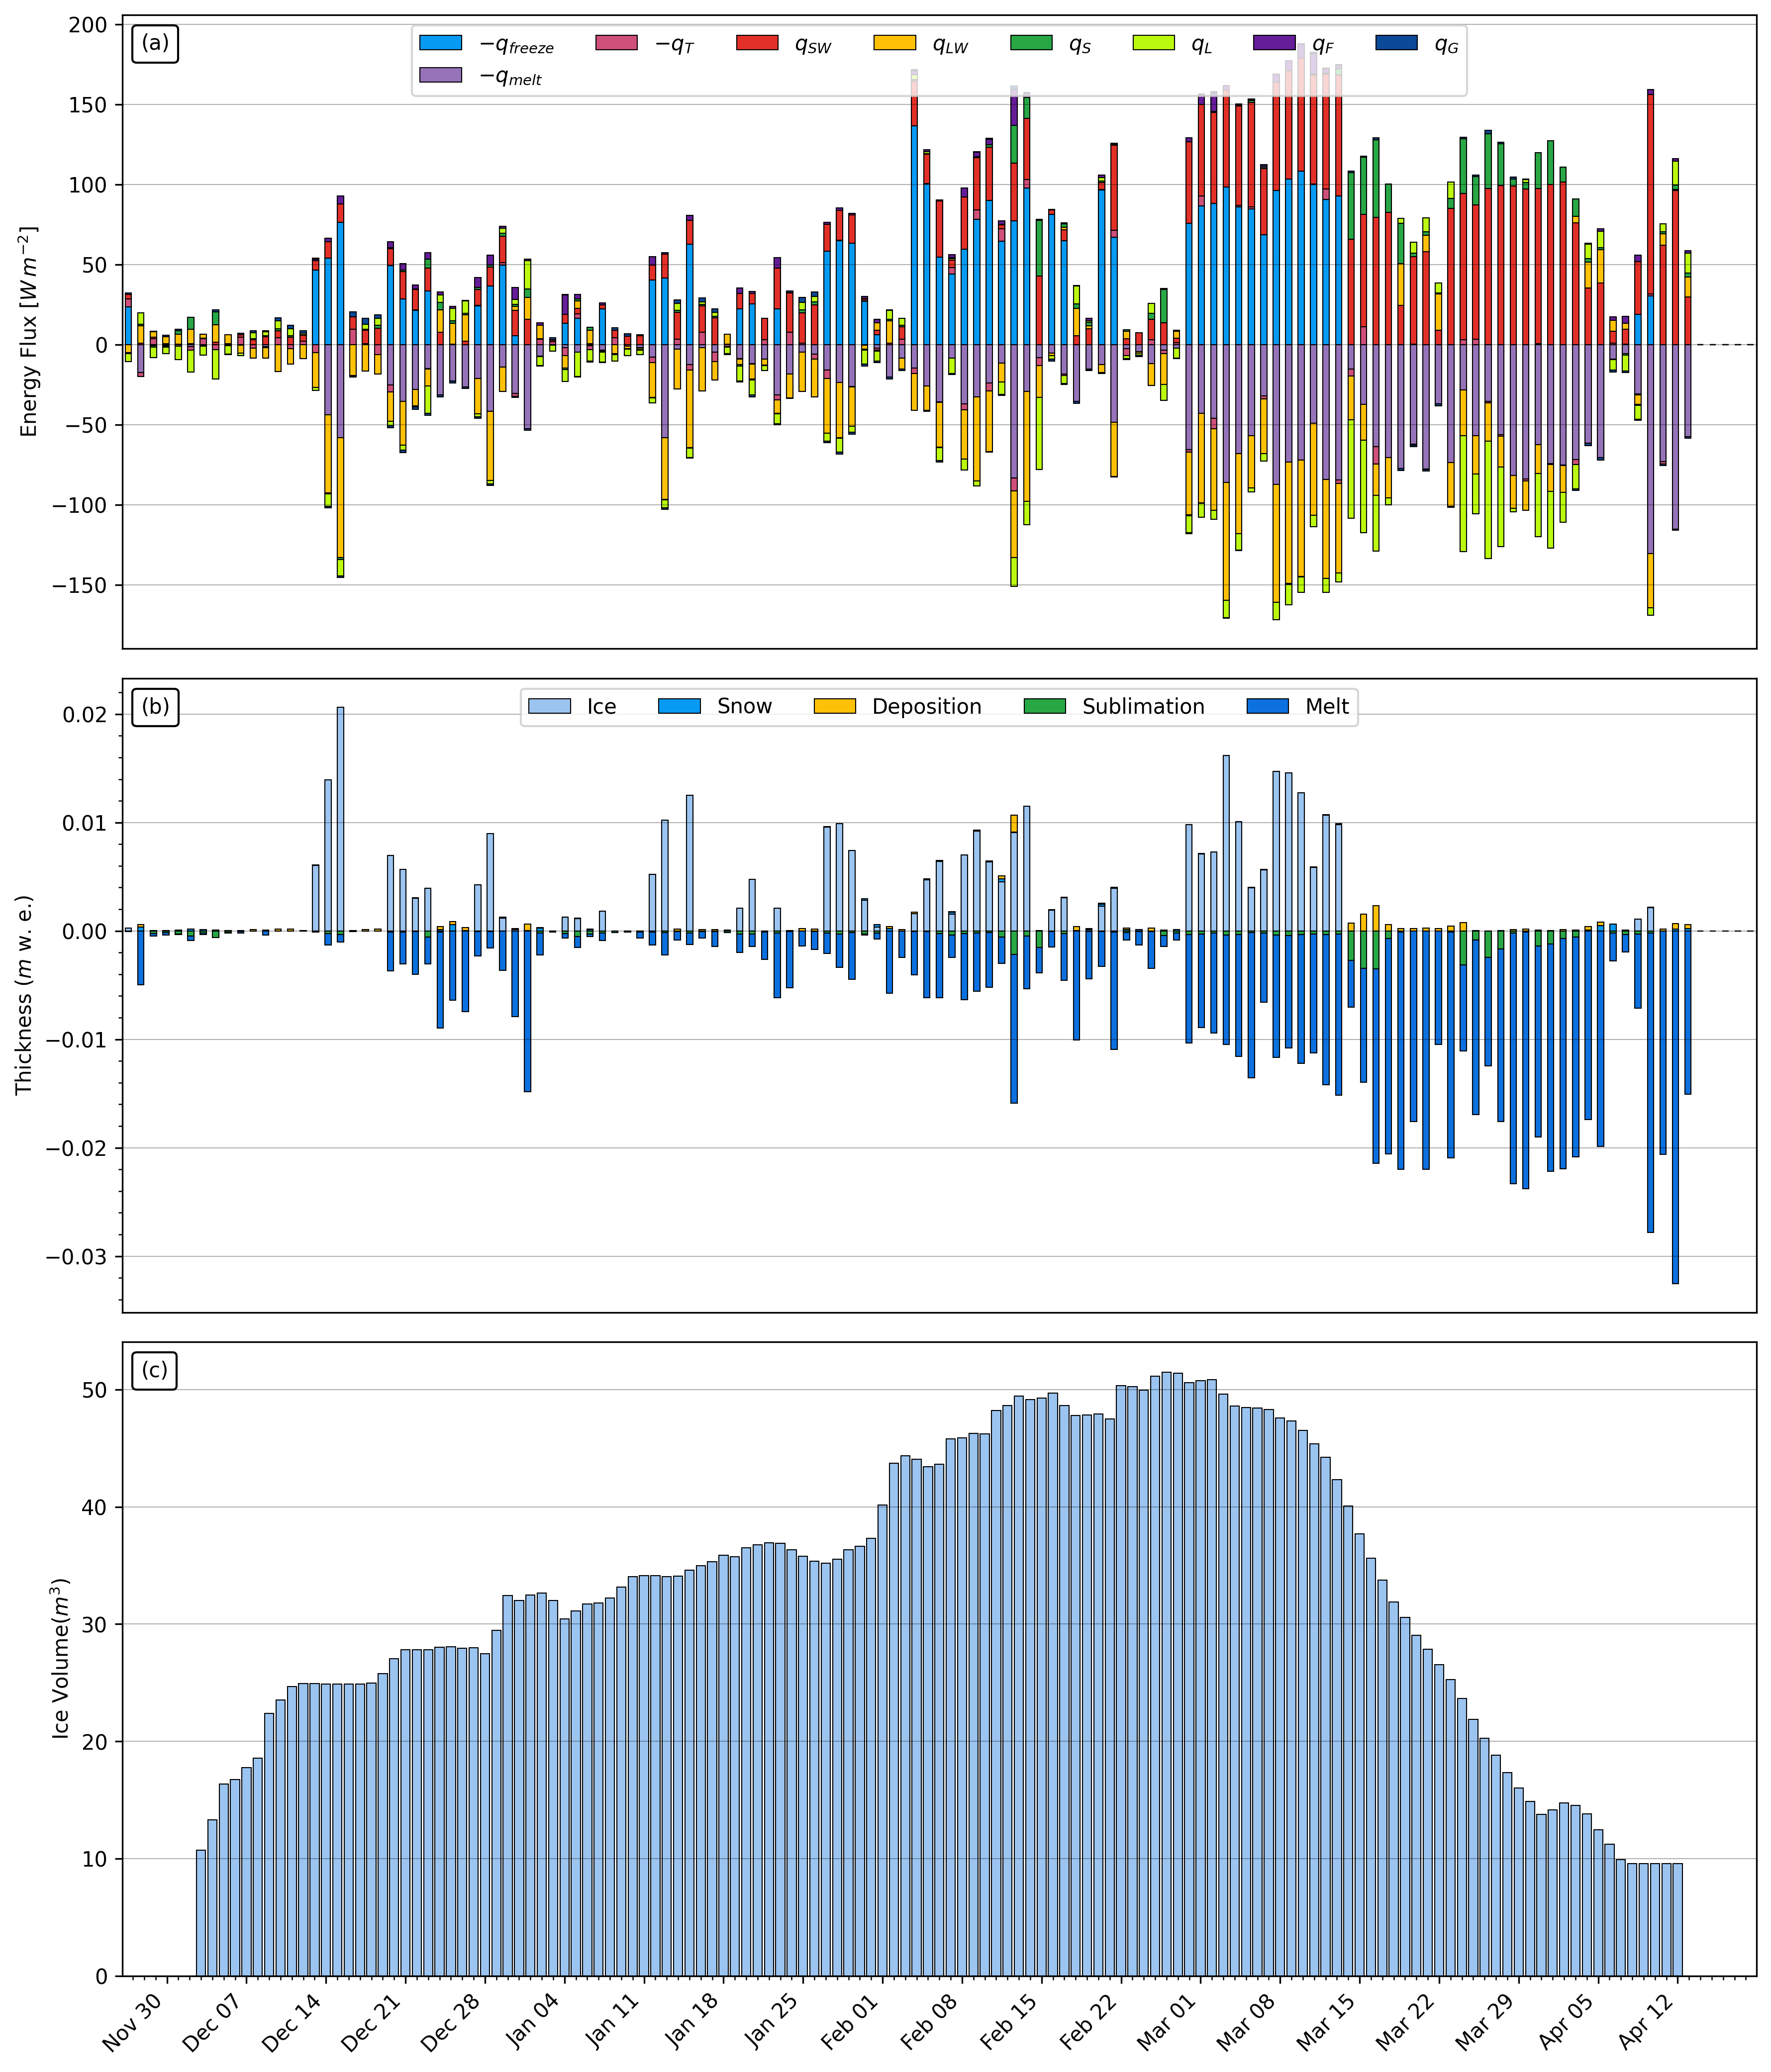 (a)
−q_freeze −q_T q_SW q_LW q_S q_L q_F q_G
−q_melt
200
150
100
50
0
−50
−100
−150
Energy Flux [W m⁻²]
(b)
Ice Snow Deposition Sublimation Melt
0.02
0.01
0.00
−0.01
−0.02
−0.03
Thickness (m w. e.)
(c)
50
40
30
20
10
0
Ice Volume(m³)
Nov 30 Dec 07 Dec 14 Dec 21 Dec 28 Jan 04 Jan 11 Jan 18 Jan 25 Feb 01 Feb 08 Feb 15 Feb 22 Mar 01 Mar 08 Mar 15 Mar 22 Mar 29 Apr 05 Apr 12